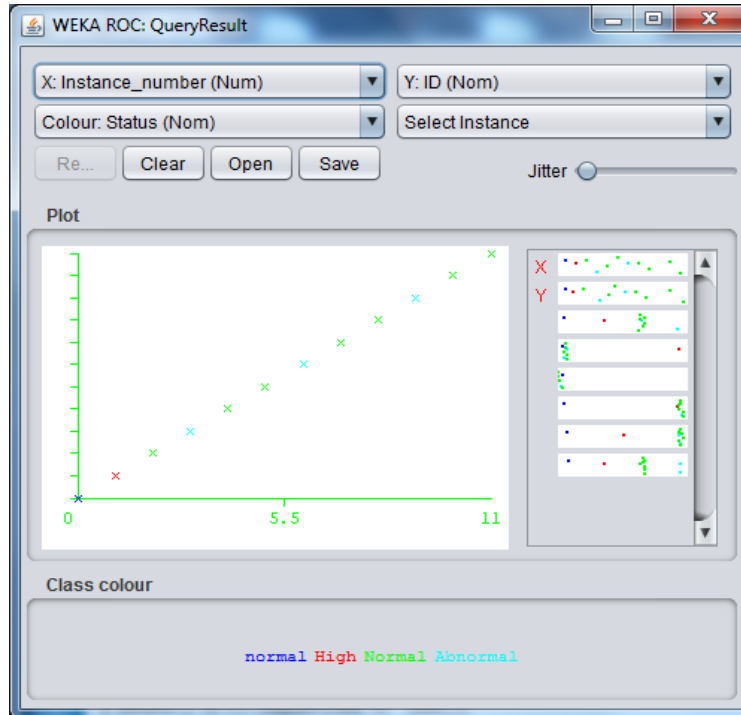 WEKA ROC: QueryResult
X: Instance_number (Num) Y: ID (Nom)
Colour: Status (Nom) Select Instance
Re... Clear Open Save Jitter
Plot
X
Y
0 5.5 11
Class colour
normal High Normal Abnormal